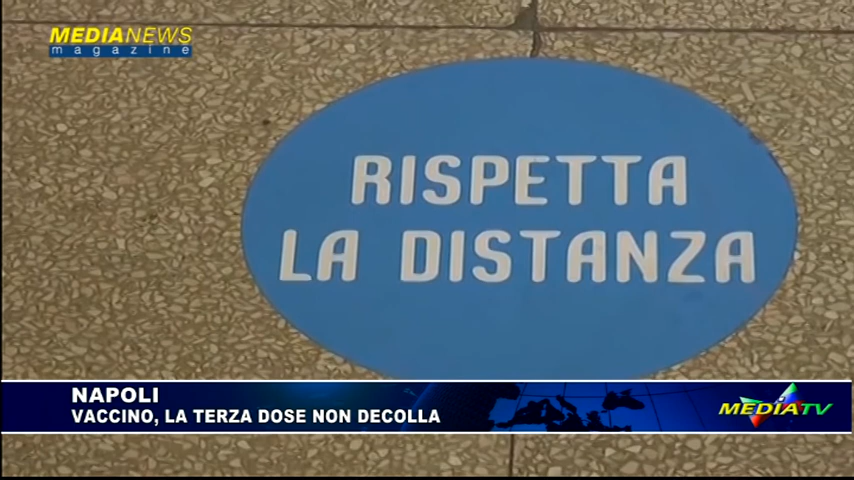 MEDIANEWS
magazine
RISPETTA
LA DISTANZA
NAPOLI
VACCINO, LA TERZA DOSE NON DECOLLA
MEDIATV